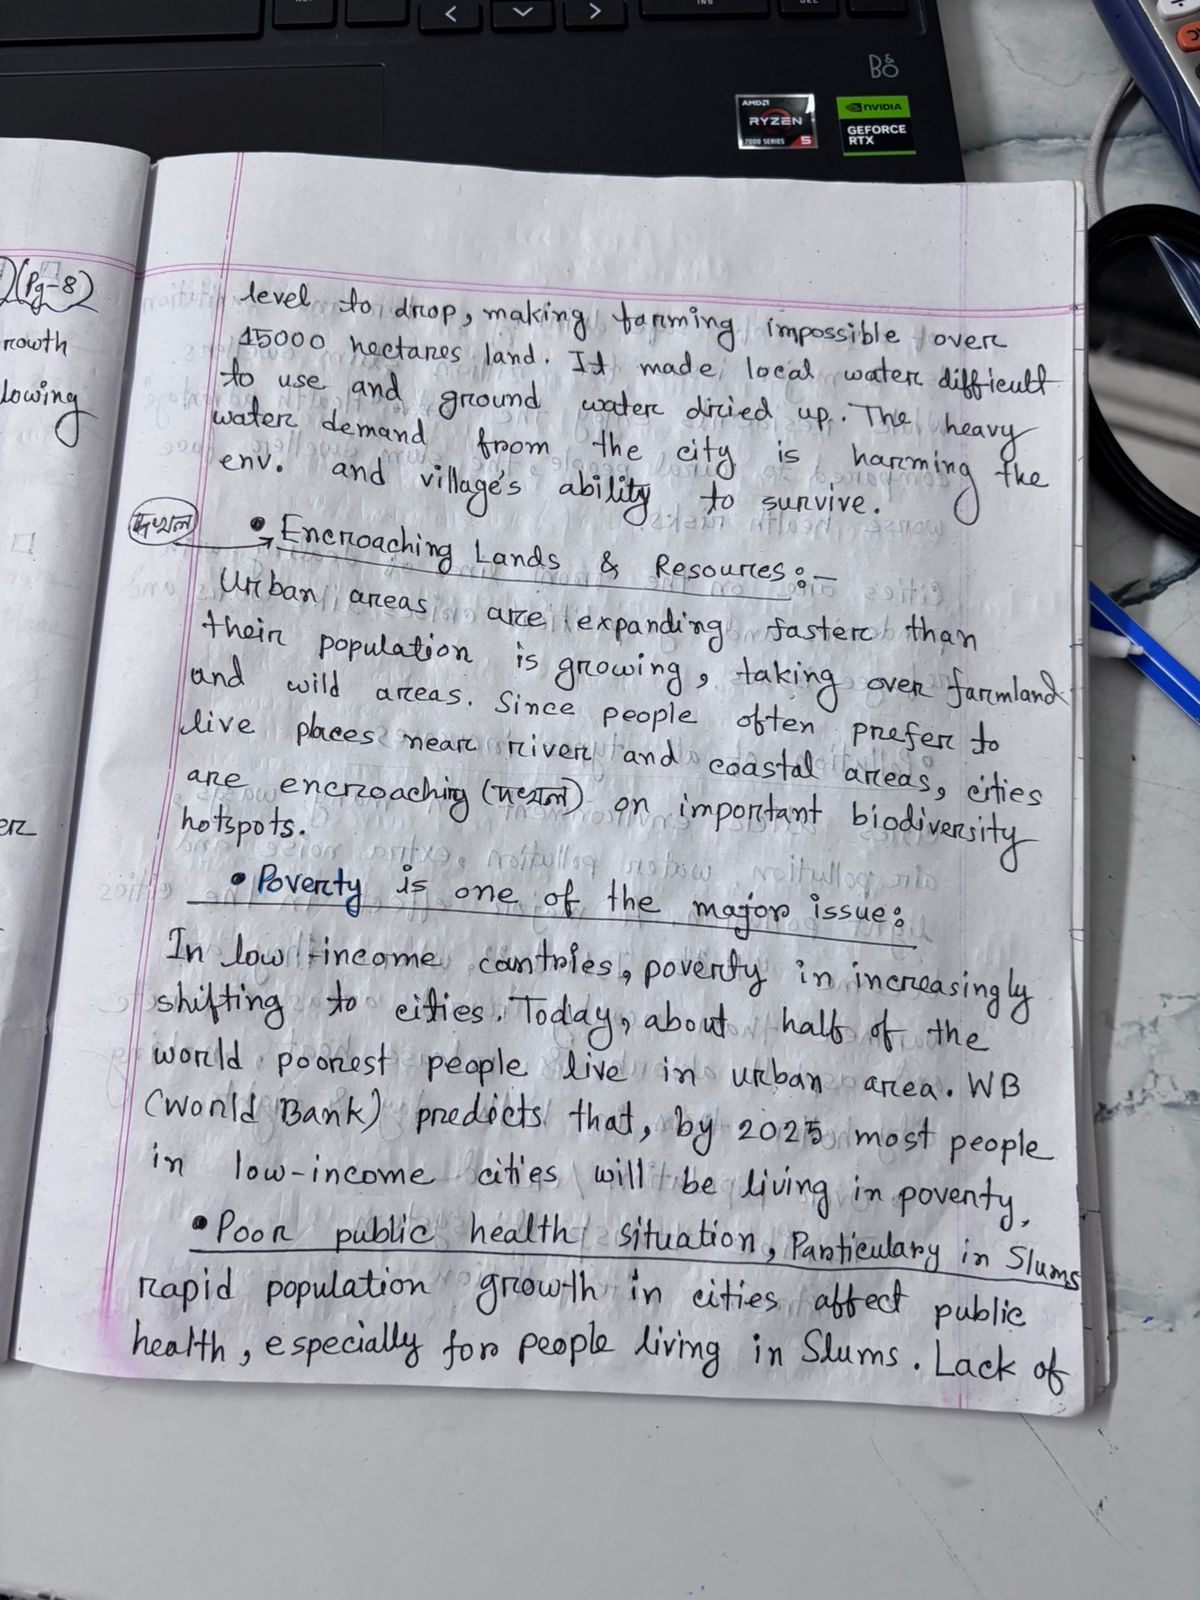 INS
DEL
B&O
AMD
RYZEN
7000 SERIES 5
NVIDIA
GEFORCE
RTX
(Pg-8)
rowth
lowing
er
level to drop, making farming impossible over
15000 hectares land. It made local water difficult
to use and ground water dried up. The heavy
water demand from the city is harming the
env. and village's ability to survive.
দখল
• Encroaching Lands & Resources:-
Urban areas are expanding faster than
their population is growing, taking over farmland
and wild areas. Since people often prefer to
live places near river and coastal areas, cities
are encroaching (দখল) on important biodiversity
hotspots.
• Poverty is one of the major issue:
In low-income cantries, poverty in increasingly
shifting to cities. Today, about half of the
world poorest people live in urban area. WB
(World Bank) predicts that, by 2025 most people
in low-income cities will be living in poverty.
• Poor public health situation, Particulary in Slums
rapid population growth in cities affect public
health, especially for people living in Slums. Lack of